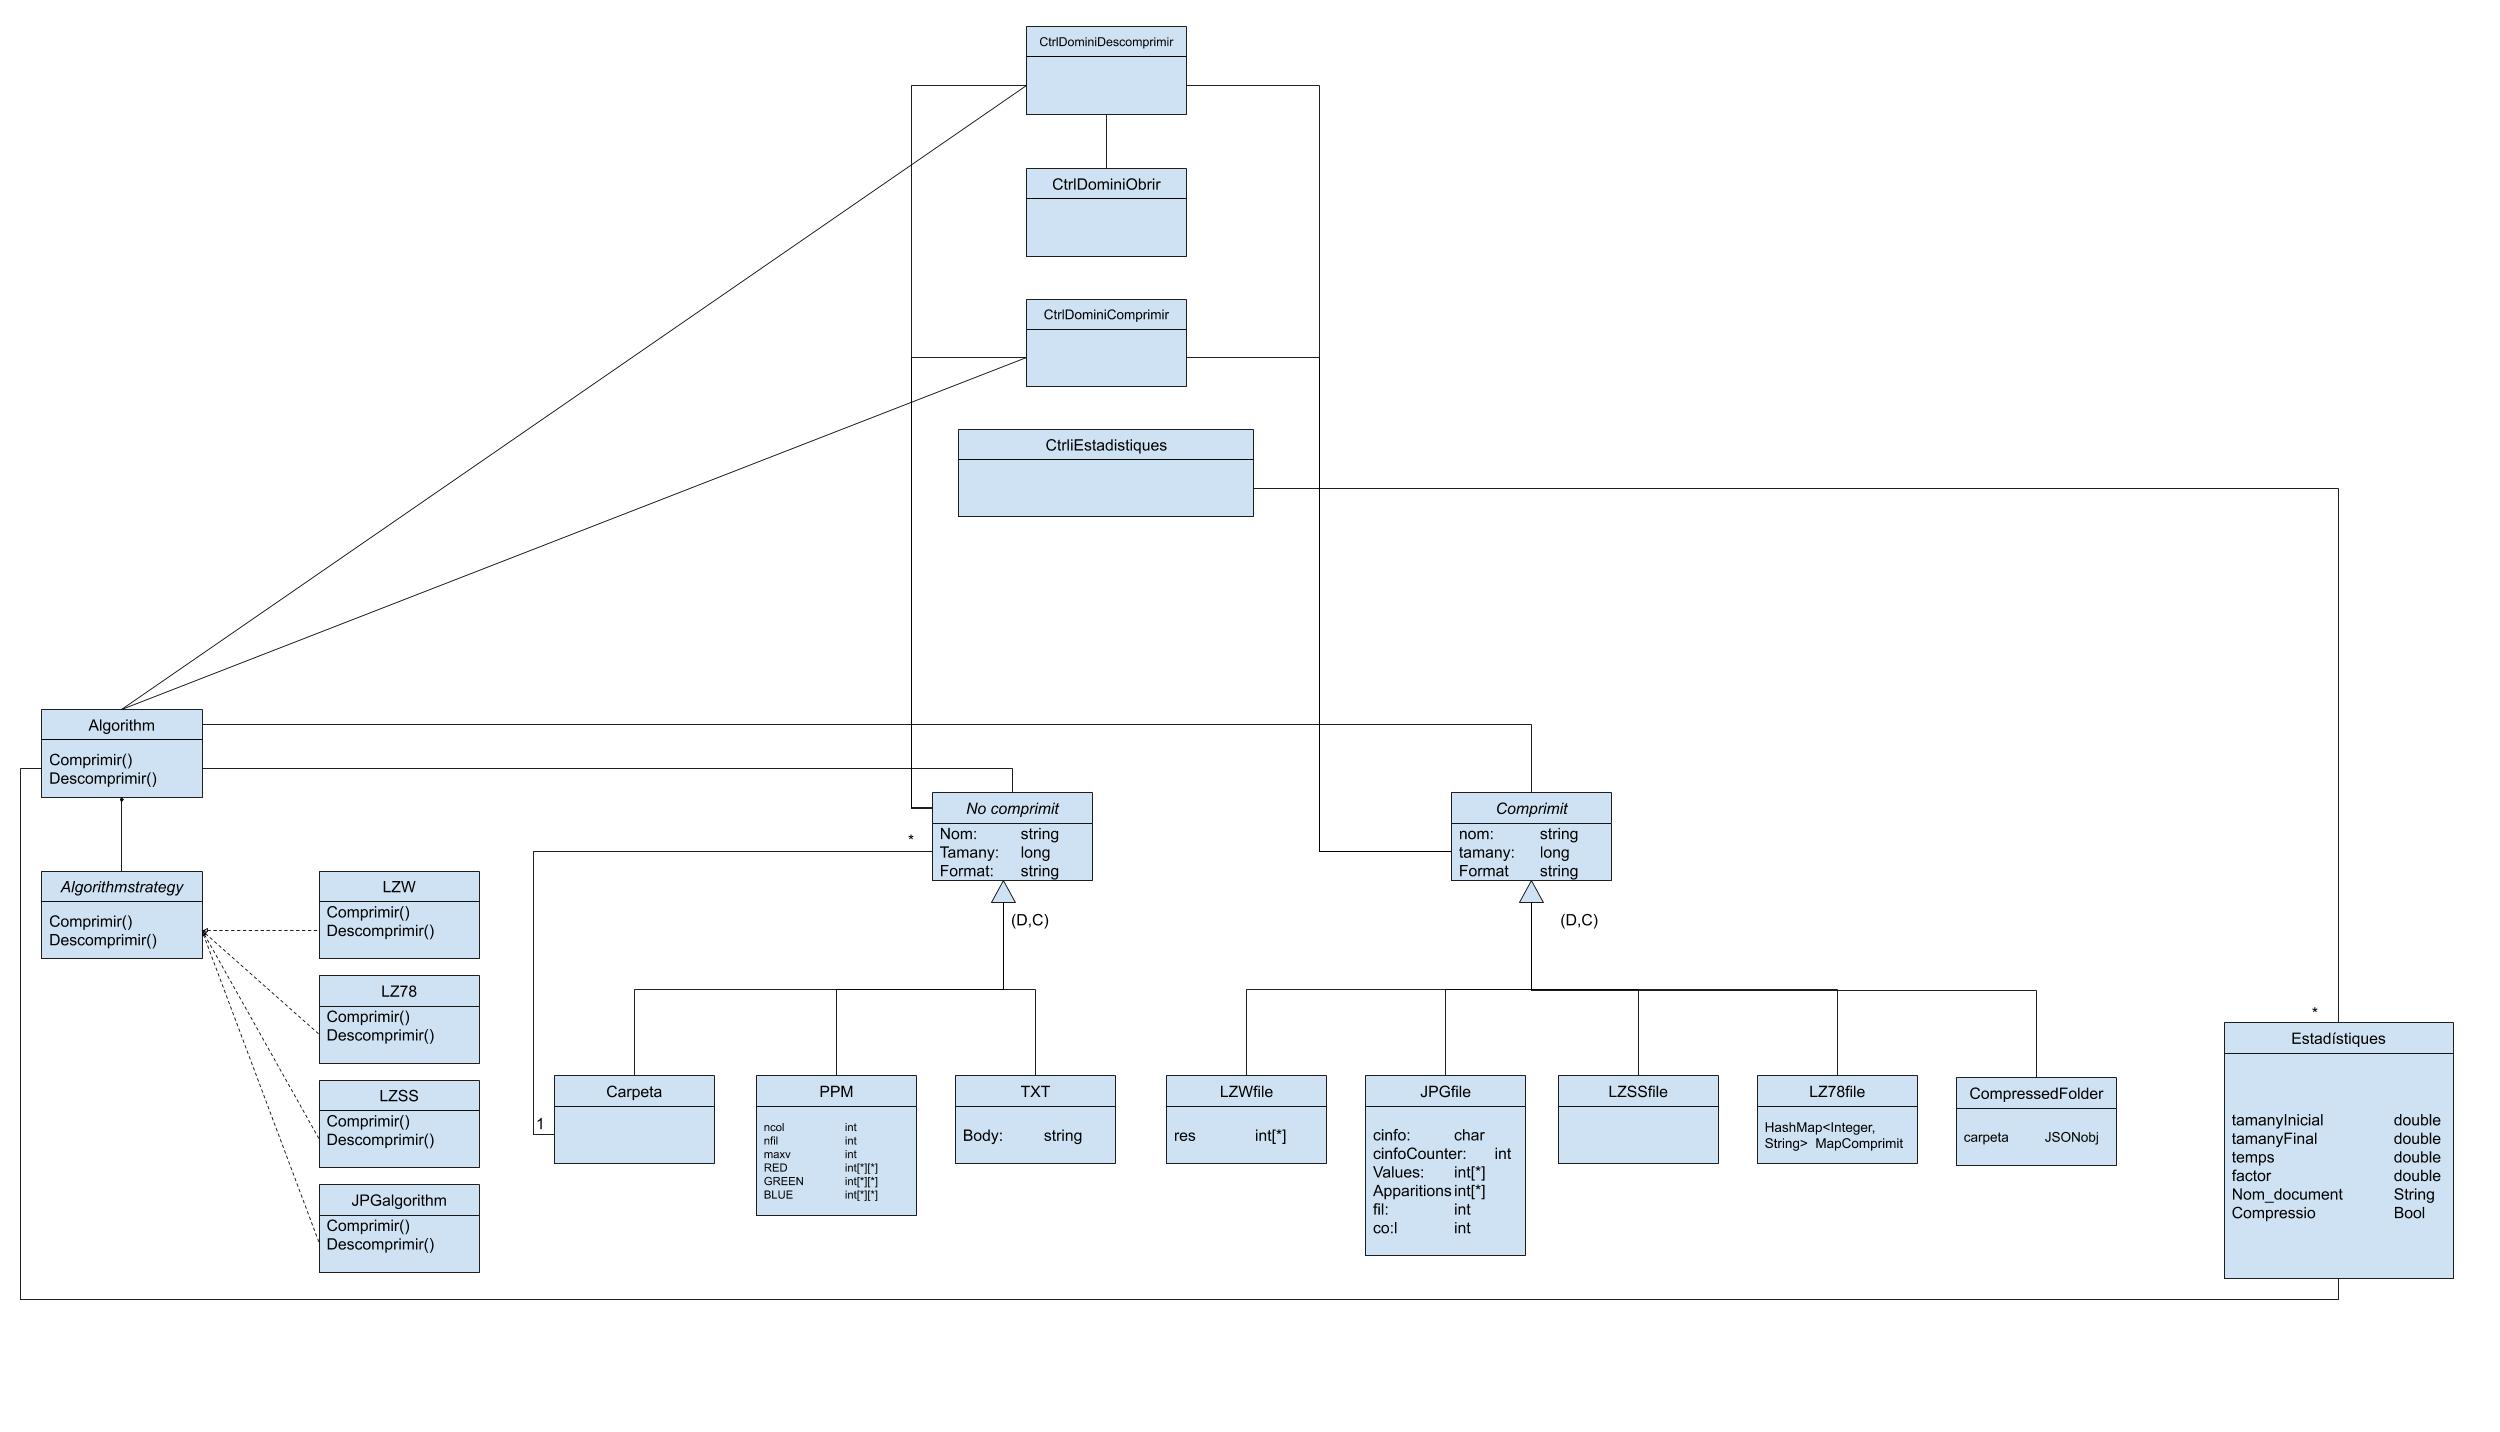 CtrlDominiDescomprimir
CtrlDominiObrir
CtrlDominiComprimir
CtrliEstadistiques
Algorithm
Comprimir()
Descomprimir()
No comprimit
Nom: string
Tamany: long
Format: string
*
Comprimit
nom: string
tamany: long
Format string
Algorithmstrategy
Comprimir()
Descomprimir()
LZW
Comprimir()
Descomprimir()
LZ78
Comprimir()
Descomprimir()
LZSS
Comprimir()
Descomprimir()
JPGalgorithm
Comprimir()
Descomprimir()
(D,C)
(D,C)
1
Carpeta
PPM
ncol int
nfil int
maxv int
RED int[*][*]
GREEN int[*][*]
BLUE int[*][*]
TXT
Body: string
LZWfile
res int[*]
JPGfile
cinfo: char
cinfoCounter: int
Values: int[*]
Apparitions int[*]
fil: int
co:l int
LZSSfile
LZ78file
HashMap<Integer,
String> MapComprimit
CompressedFolder
carpeta JSONobj
*
Estadístiques
tamanyInicial double
tamanyFinal double
temps double
factor double
Nom_document String
Compressio Bool